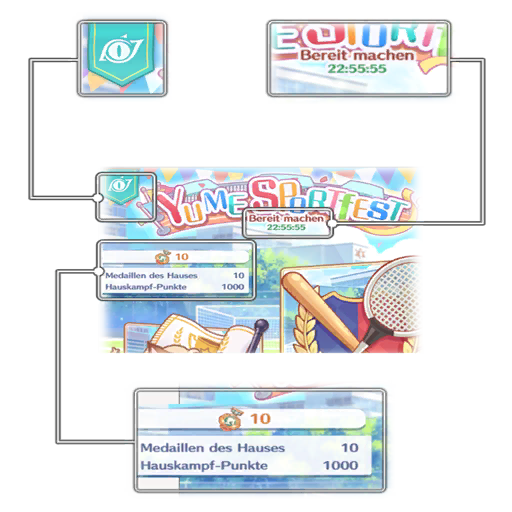 Bereit machen
22:55:55
YUME SPORTFEST
Bereit machen
22:55:55
10
Medaillen des Hauses 10
Hauskampf-Punkte 1000
10
Medaillen des Hauses 10
Hauskampf-Punkte 1000